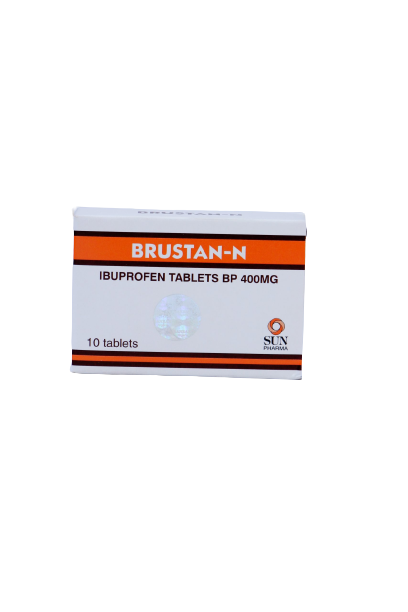 BRUSTAN-N
BRUSTAN-N
IBUPROFEN TABLETS BP 400MG
10 tablets
SUN
PHARMA